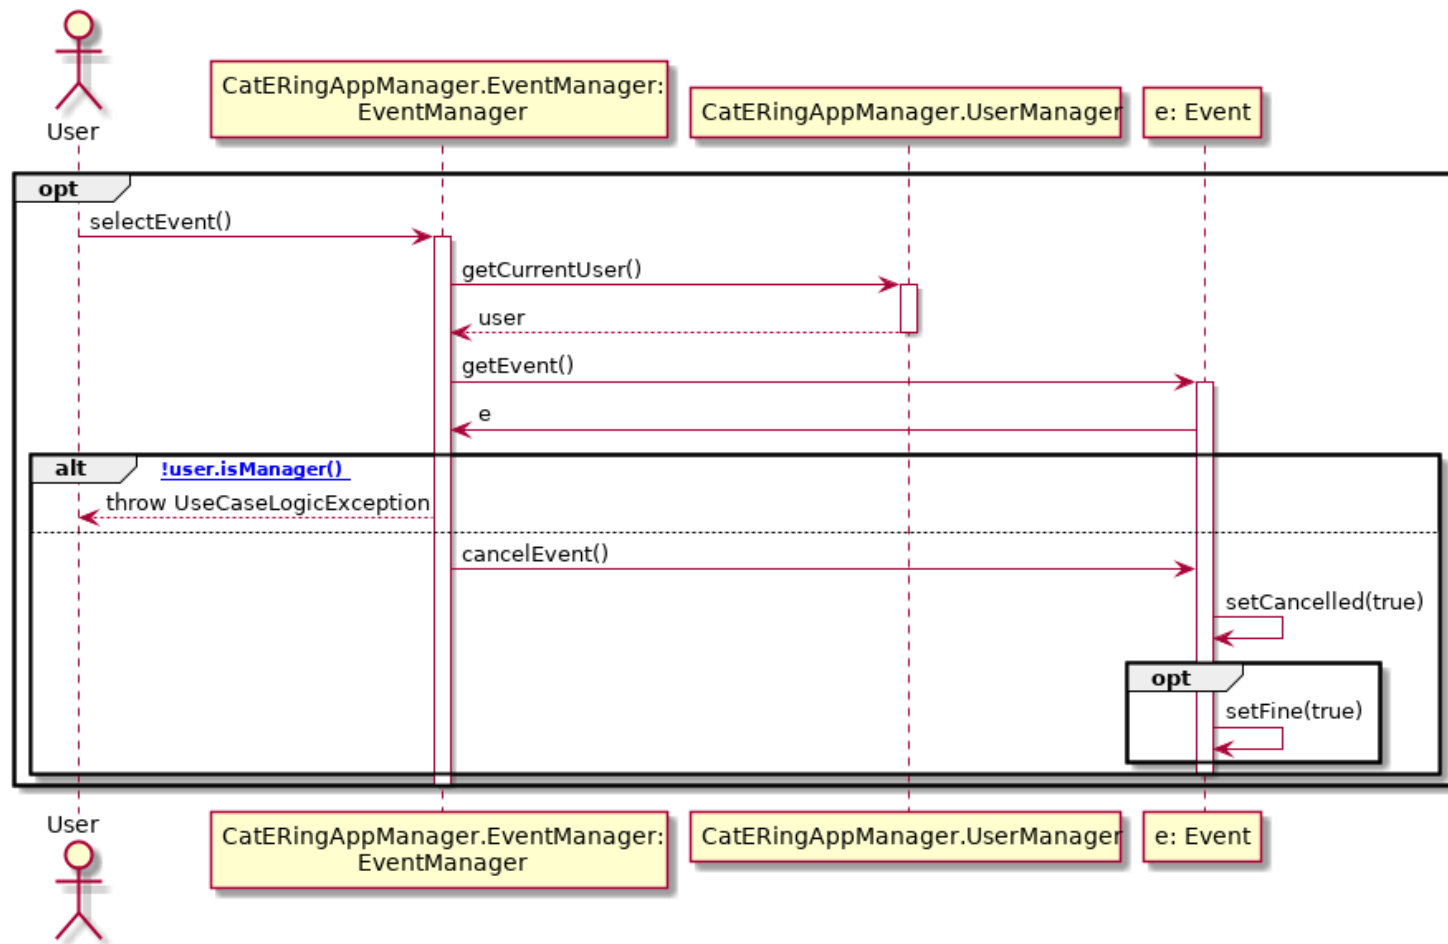 User
CatERingAppManager.EventManager:
EventManager
CatERingAppManager.UserManager
e: Event
opt
selectEvent()
getCurrentUser()
user
getEvent()
e
alt
!user.isManager()
throw UseCaseLogicException
cancelEvent()
setCancelled(true)
opt
setFine(true)
User
CatERingAppManager.EventManager:
EventManager
CatERingAppManager.UserManager
e: Event